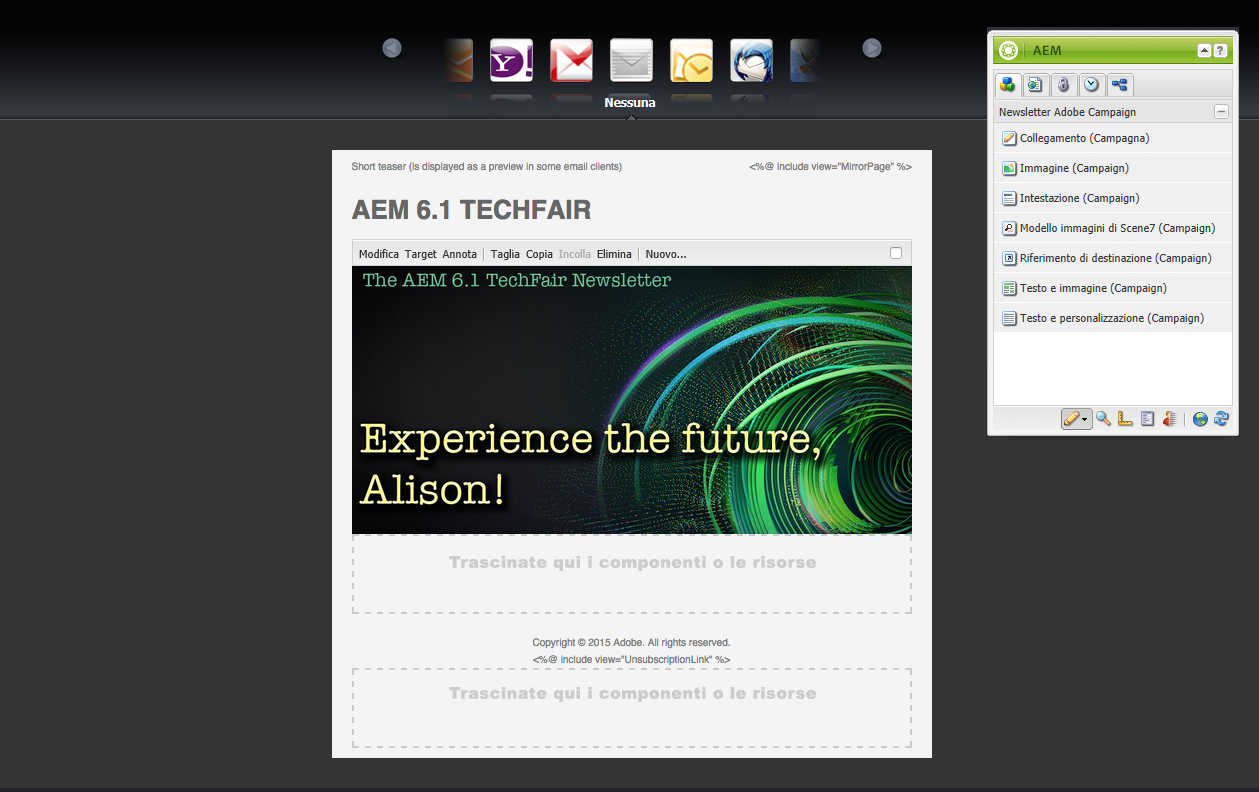 Y!
Nessuna
AEM
?
Newsletter Adobe Campaign
Collegamento (Campagna)
Immagine (Campaign)
Intestazione (Campaign)
Modello immagini di Scene7 (Campaign)
Riferimento di destinazione (Campaign)
Testo e immagine (Campaign)
Testo e personalizzazione (Campaign)
Short teaser (is displayed as a preview in some email clients) <%@ include view="MirrorPage" %>
AEM 6.1 TECHFAIR
Modifica Target Annota Taglia Copia Incolla Elimina Nuovo...
The AEM 6.1 TechFair Newsletter
Experience the future,
Alison!
Trascinate qui i componenti o le risorse
Copyright © 2015 Adobe. All rights reserved.
<%@ include view="UnsubscriptionLink" %>
Trascinate qui i componenti o le risorse